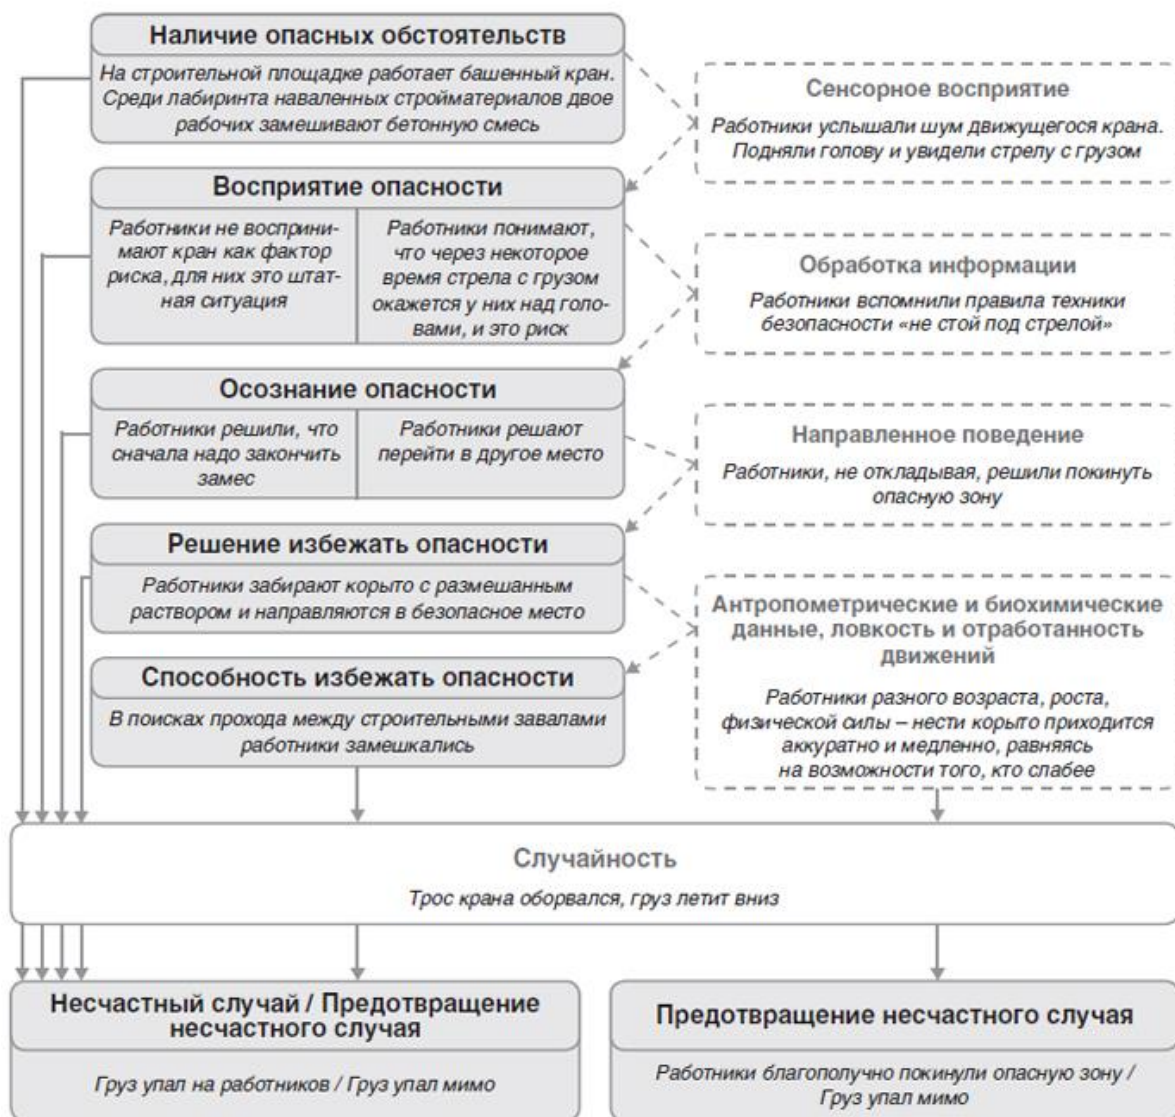 Наличие опасных обстоятельств
На строительной площадке работает башенный кран.
Среди лабиринта наваленных стройматериалов двое
рабочих замешивают бетонную смесь
Сенсорное восприятие
Работники услышали шум движущегося крана.
Подняли голову и увидели стрелу с грузом
Восприятие опасности
Работники не восприни-
мают кран как фактор
риска, для них это штат-
ная ситуация
Работники понимают,
что через некоторое
время стрела с грузом
окажется у них над голо-
вами, и это риск
Обработка информации
Работники вспомнили правила техники
безопасности «не стой под стрелой»
Осознание опасности
Работники решили, что
сначала надо закончить
замес
Работники решают
перейти в другое место
Направленное поведение
Работники, не откладывая, решили покинуть
опасную зону
Решение избежать опасности
Работники забирают корыто с размешанным
раствором и направляются в безопасное место
Антропометрические и биохимические
данные, ловкость и отработанность
движений
Работники разного возраста, роста,
физической силы – нести корыто приходится
аккуратно и медленно, равняясь
на возможности того, кто слабее
Способность избежать опасности
В поисках прохода между строительными завалами
работники замешкались
Случайность
Трос крана оборвался, груз летит вниз
Несчастный случай / Предотвращение
несчастного случая
Груз упал на работников / Груз упал мимо
Предотвращение несчастного случая
Работники благополучно покинули опасную зону /
Груз упал мимо